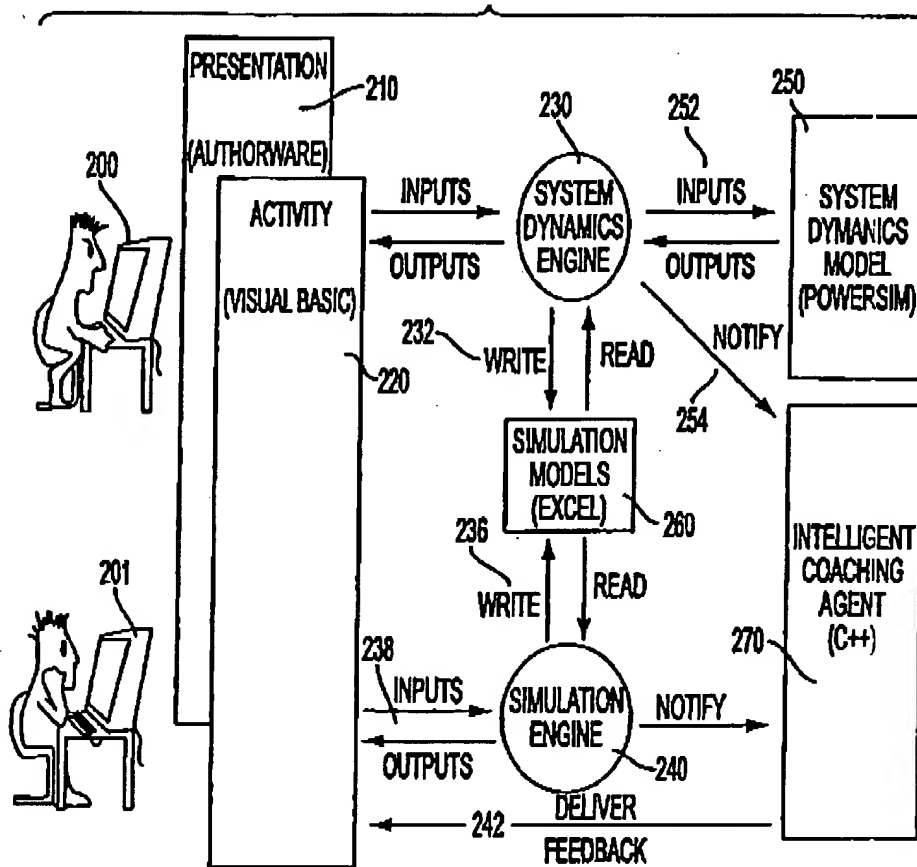 PRESENTATION
210
(AUTHORWARE)
200
ACTIVITY
(VISUAL BASIC)
220
INPUTS
OUTPUTS
230
SYSTEM
DYNAMICS
ENGINE
252
INPUTS
OUTPUTS
250
SYSTEM
DYMANICS
MODEL
(POWERSIM)
232
WRITE
READ
NOTIFY
254
SIMULATION
MODELS
(EXCEL)
260
236
WRITE
READ
INTELLIGENT
COACHING
AGENT
(C++)
270
201
238
INPUTS
OUTPUTS
SIMULATION
ENGINE
240
NOTIFY
242
DELIVER
FEEDBACK